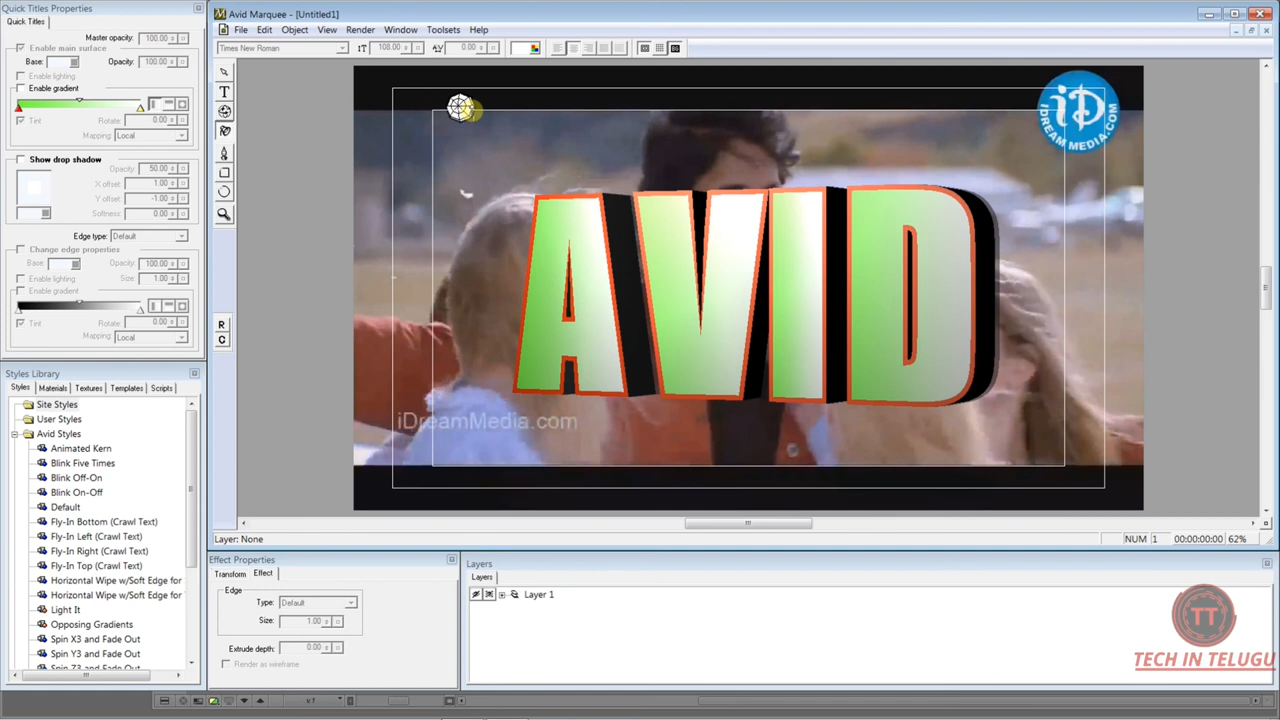 Quick Titles Properties
Quick Titles
Master opacity: 100.00
Enable main surface
Base: Opacity: 100.00
Enable lighting
Enable gradient
Tint Rotate: 0.00
Mapping: Local
Show drop shadow
Opacity: 50.00
X offset: 1.00
Y offset: -1.00
Softness: 0.00
Edge type: Default
Change edge properties
Base: Opacity: 100.00
Enable lighting Size: 1.00
Enable gradient
Tint Rotate: 0.00
Mapping: Local
Styles Library
Styles Materials Textures Templates Scripts
Site Styles
User Styles
Avid Styles
Animated Kern
Blink Five Times
Blink Off-On
Blink On-Off
Default
Fly-In Bottom (Crawl Text)
Fly-In Left (Crawl Text)
Fly-In Right (Crawl Text)
Fly-In Top (Crawl Text)
Horizontal Wipe w/Soft Edge for
Horizontal Wipe w/Soft Edge for
Light It
Opposing Gradients
Spin X3 and Fade Out
Spin Y3 and Fade Out
Spin Z3 and Fade Out
Avid Marquee - [Untitled1]
File Edit Object View Render Window Toolsets Help
Times New Roman 108.00 AV 0.00
T
R
C
iD
IDREAM MEDIA.COM
AVID
iDreamMedia.com
Layer: None
NUM 1 00:00:00:00 62%
Effect Properties
Transform Effect
Edge
Type: Default
Size: 1.00
Extrude depth: 0.00
Render as wireframe
Layers
Layers
Layer 1
TT
TECH IN TELUGU
x1